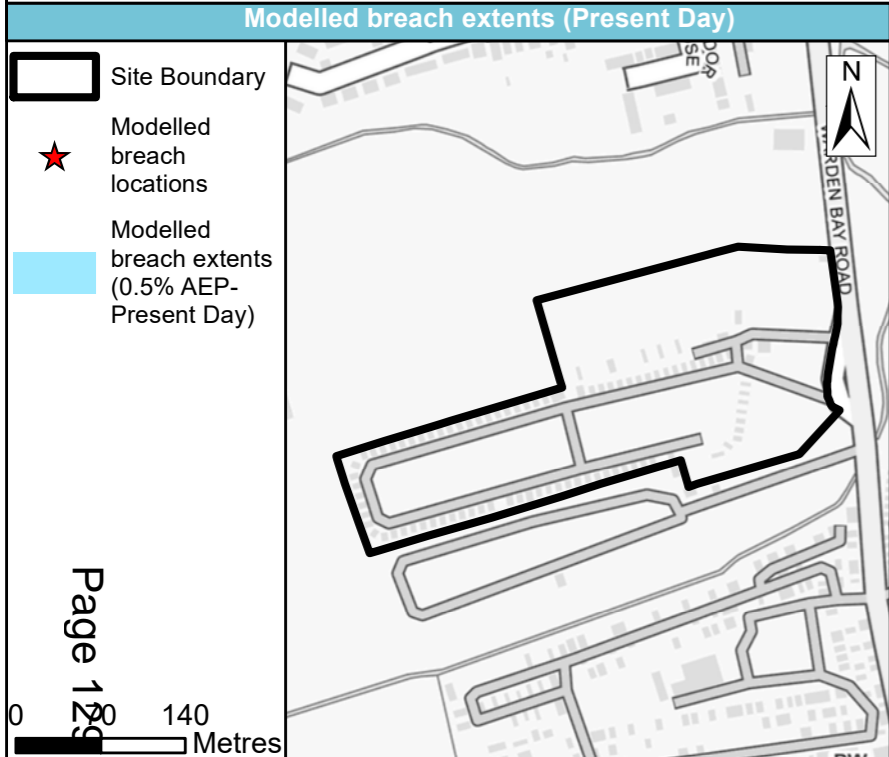 Modelled breach extents (Present Day)
Site Boundary
Modelled
breach
locations
Modelled
breach extents
(0.5% AEP-
Present Day)
N
WARDEN BAY ROAD
0
140
Metres
Page